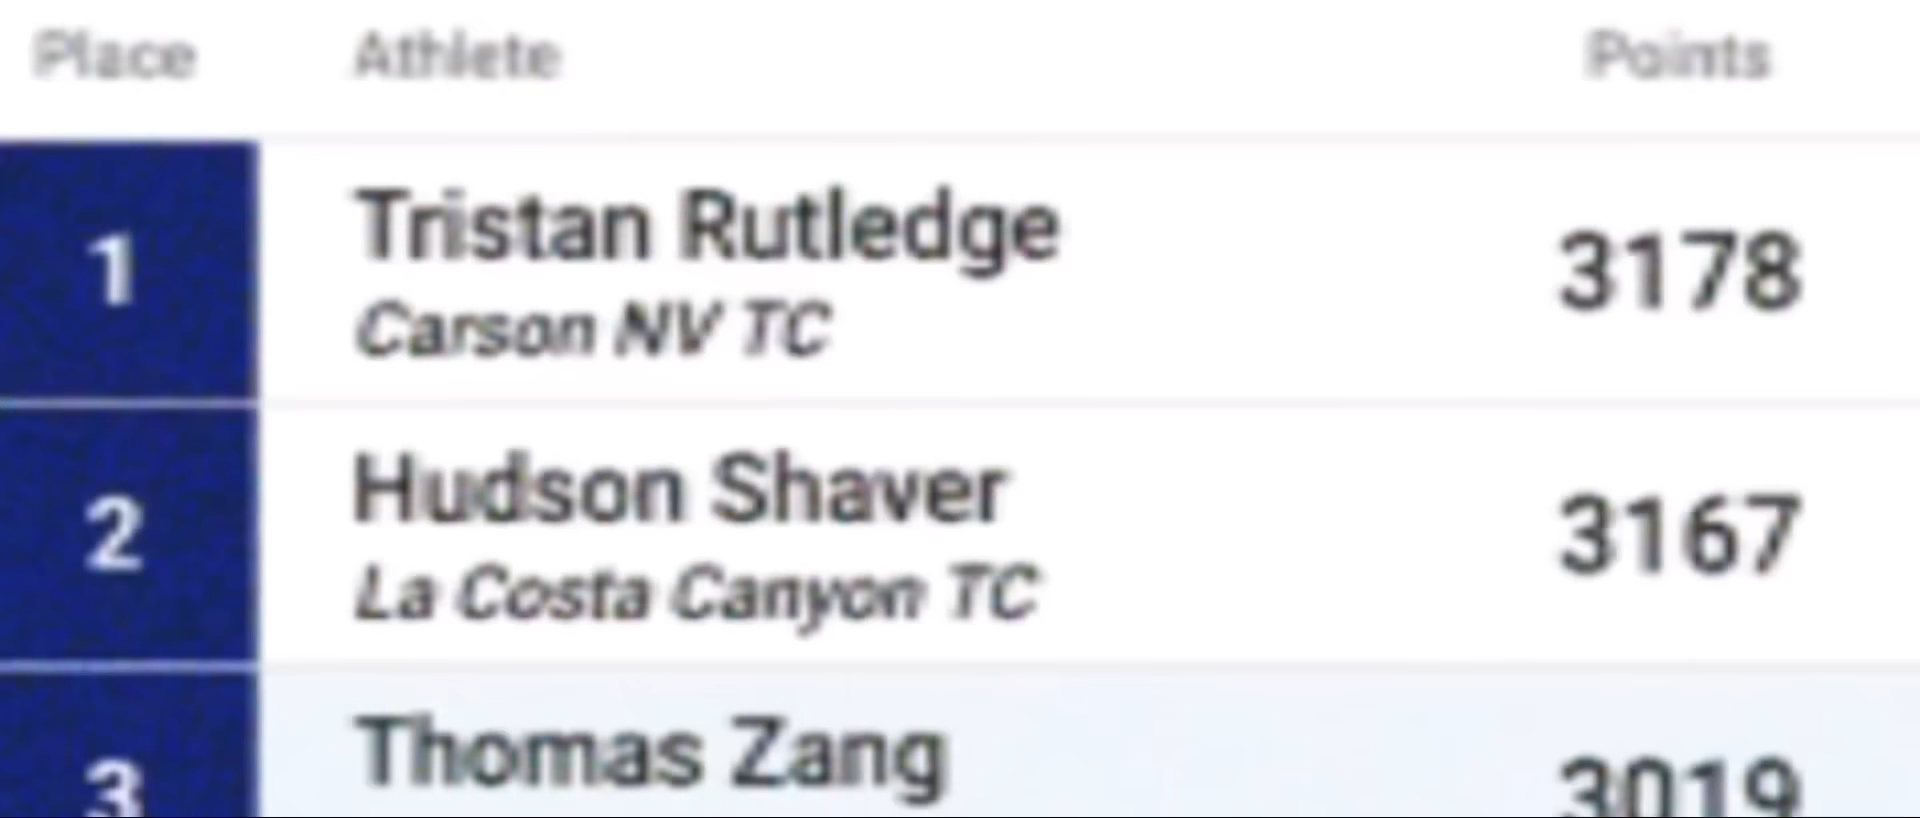 Place Athlete Points
1 Tristan Rutledge 3178
Carson NV TC
2 Hudson Shaver 3167
La Costa Canyon TC
3 Thomas Zang 3019